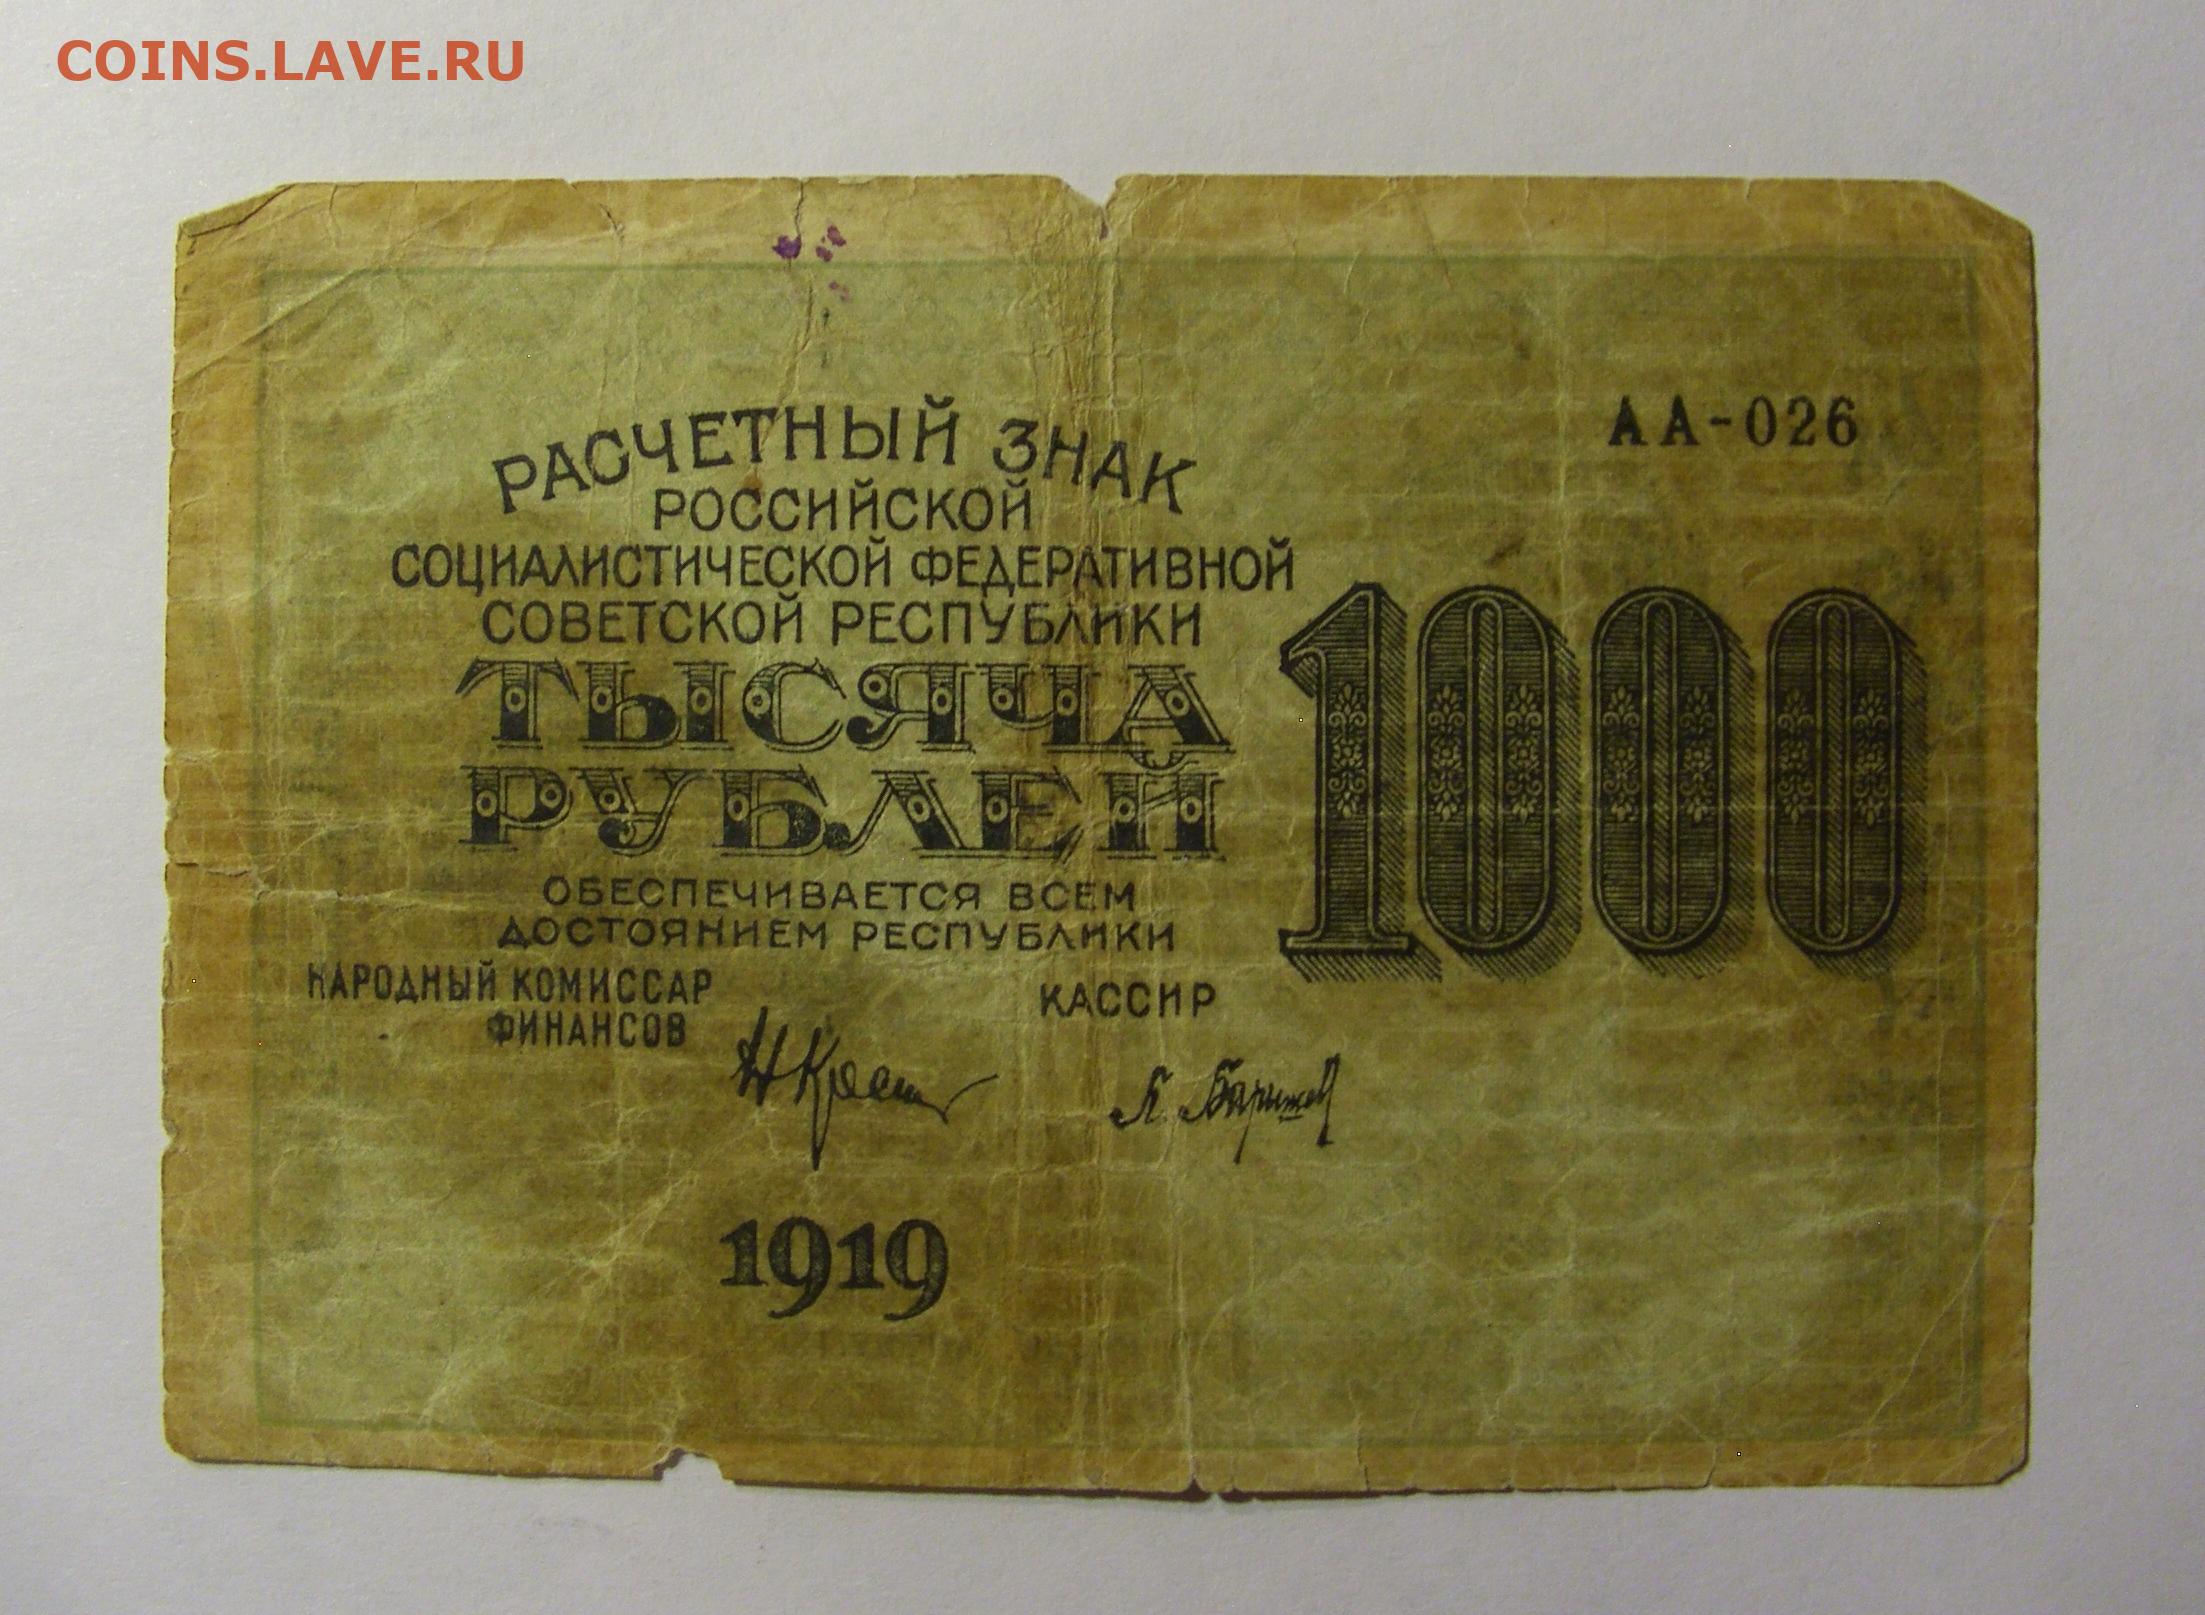 COINS.LAVE.RU
РАСЧЕТНЫЙ ЗНАК
АА-026
РОССИЙСКОЙ
СОЦИАЛИСТИЧЕСКОЙ ФЕДЕРАТИВНОЙ
СОВЕТСКОЙ РЕСПУБЛИКИ
ТЫСЯЧА
РУБЛЕЙ
1000
ОБЕСПЕЧИВАЕТСЯ ВСЕМ
ДОСТОЯНИЕМ РЕСПУБЛИКИ
НАРОДНЫЙ КОМИССАР
ФИНАНСОВ
КАССИР
1919